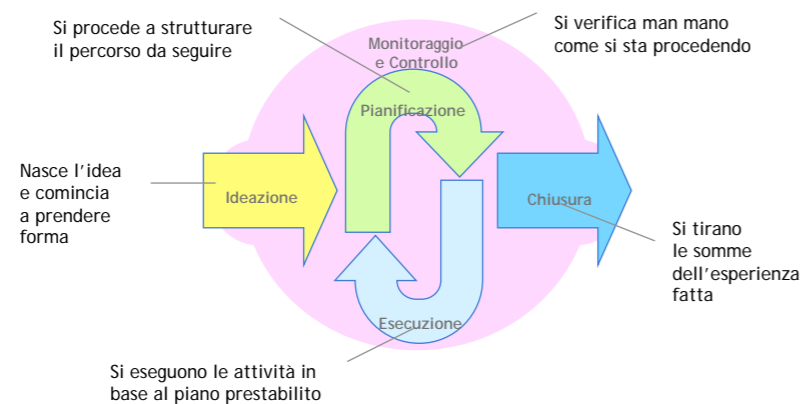 Si procede a strutturare
il percorso da seguire
Monitoraggio
e Controllo
Si verifica man mano
come si sta procedendo
Pianificazione
Nasce l'idea
e comincia
a prendere
forma
Ideazione
Chiusura
Si tirano
le somme
dell'esperienza
fatta
Esecuzione
Si eseguono le attività in
base al piano prestabilito